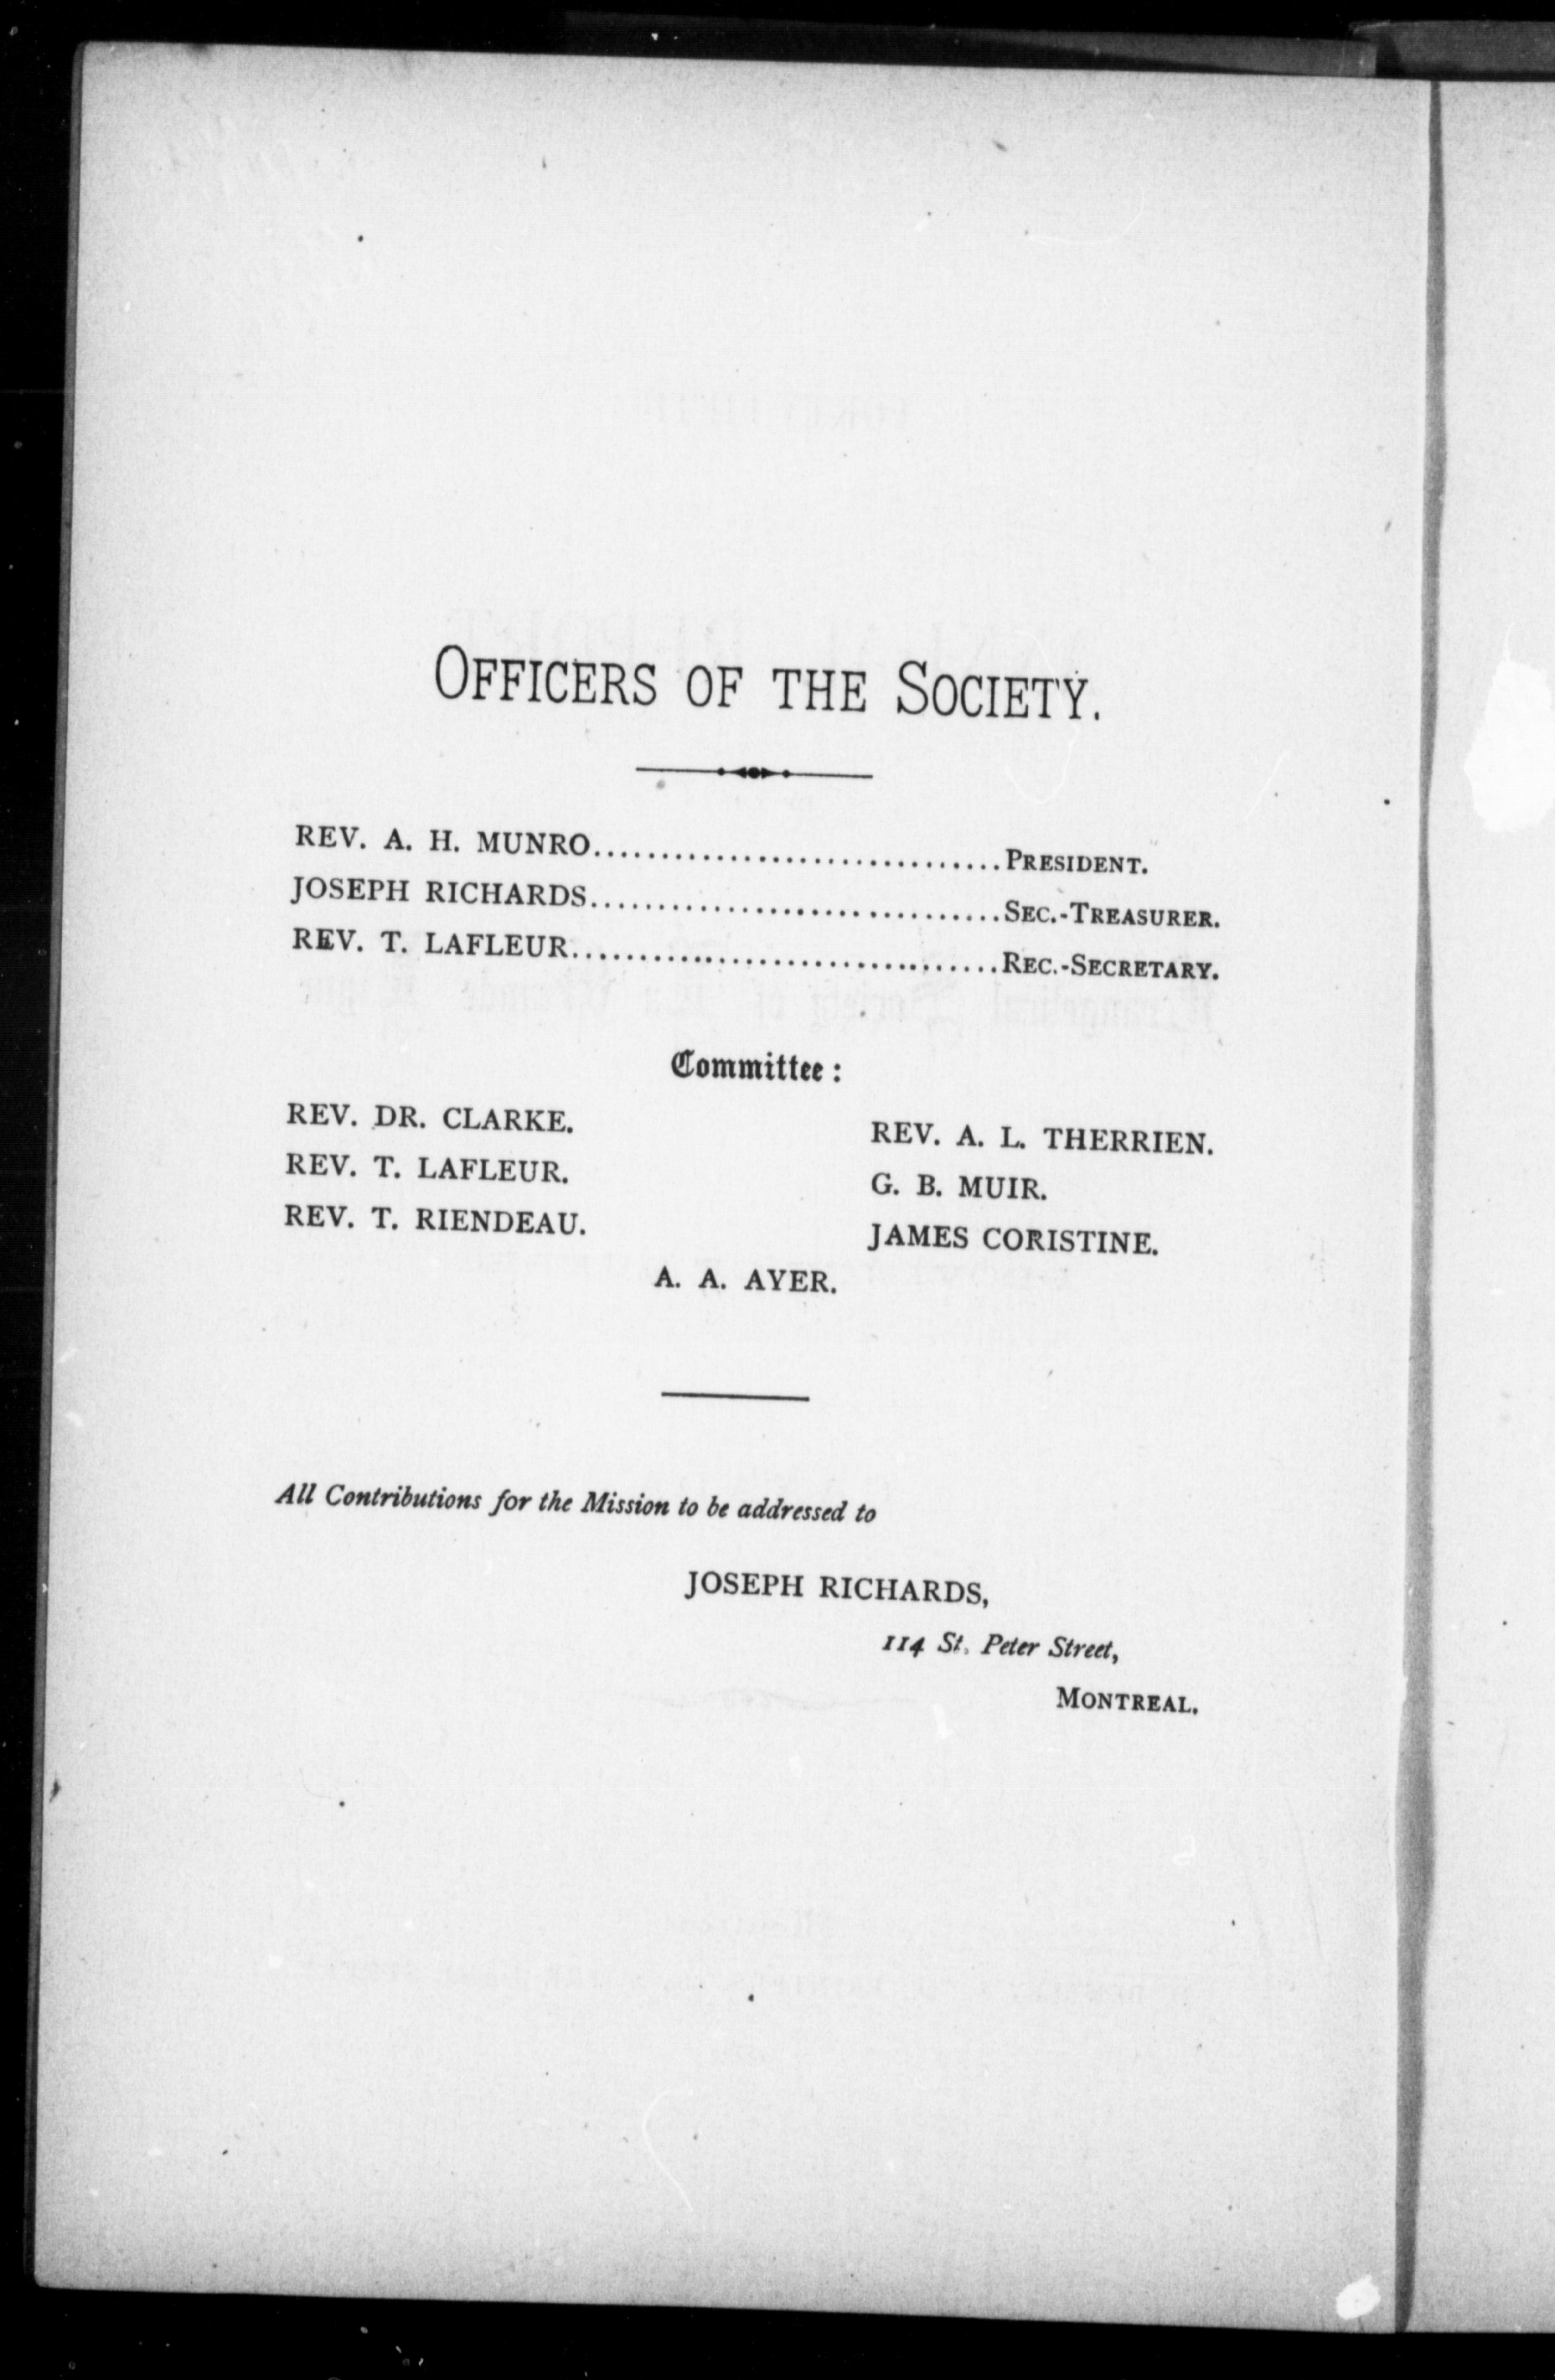 OFFICERS OF THE SOCIETY.
REV. A. H. MUNRO..............................PRESIDENT.
JOSEPH RICHARDS..............................SEC.-TREASURER.
REV. T. LAFLEUR...............................REC.-SECRETARY.
Committee:
REV. DR. CLARKE.
REV. T. LAFLEUR.
REV. T. RIENDEAU.
REV. A. L. THERRIEN.
G. B. MUIR.
JAMES CORISTINE.
A. A. AYER.
All Contributions for the Mission to be addressed to
JOSEPH RICHARDS,
114 St. Peter Street,
MONTREAL.